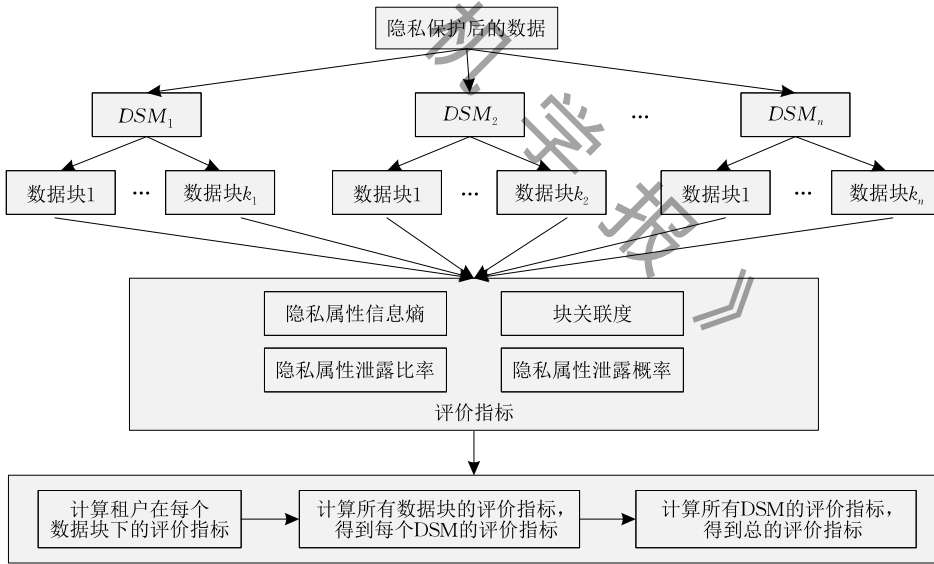 隐私保护后的数据
DSM₁ DSM₂ … DSMₙ
数据块1 … 数据块k₁ 数据块1 … 数据块k₂ 数据块1 … 数据块kₙ
隐私属性信息熵 块关联度
隐私属性泄露比率 隐私属性泄露概率
评价指标
计算租户在每个 计算所有数据块的评价指标， 计算所有DSM的评价指标，
数据块下的评价指标 得到每个DSM的评价指标 得到总的评价指标
机学报》